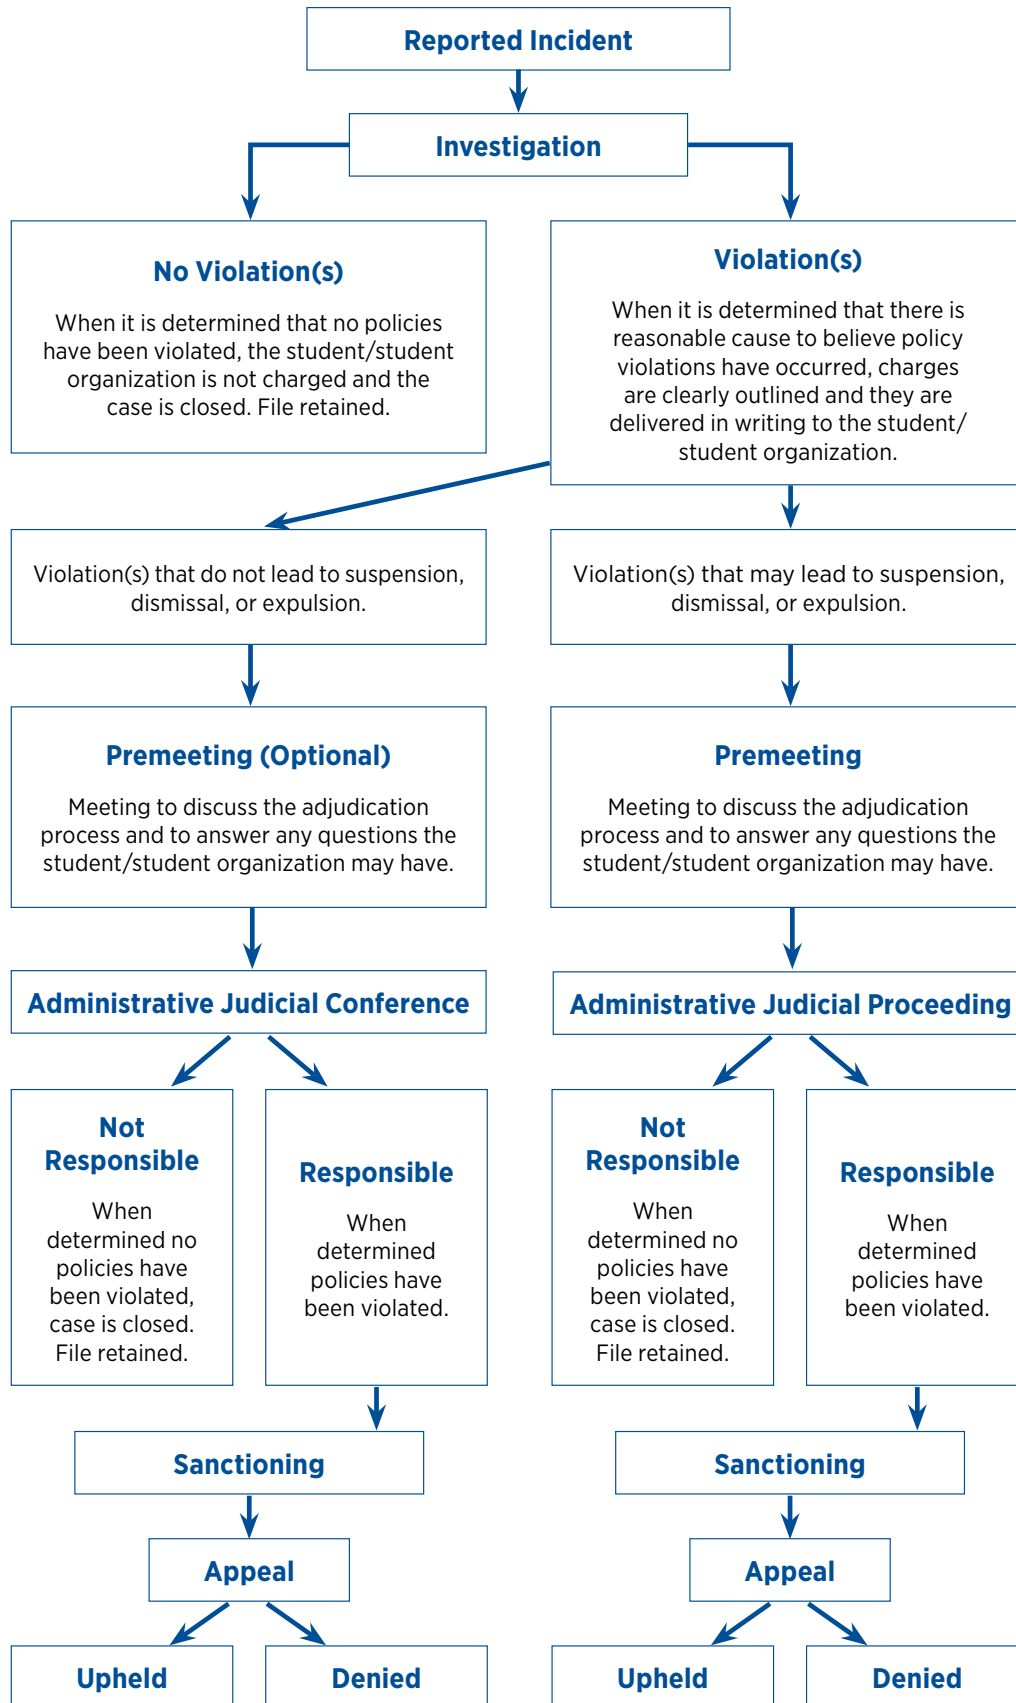 Reported Incident
Investigation
No Violation(s)
When it is determined that no policies
have been violated, the student/student
organization is not charged and the
case is closed. File retained.
Violation(s)
When it is determined that there is
reasonable cause to believe policy
violations have occurred, charges
are clearly outlined and they are
delivered in writing to the student/
student organization.
Violation(s) that do not lead to suspension,
dismissal, or expulsion.
Violation(s) that may lead to suspension,
dismissal, or expulsion.
Premeeting (Optional)
Meeting to discuss the adjudication
process and to answer any questions the
student/student organization may have.
Premeeting
Meeting to discuss the adjudication
process and to answer any questions the
student/student organization may have.
Administrative Judicial Conference
Administrative Judicial Proceeding
Not
Responsible
When
determined no
policies have
been violated,
case is closed.
File retained.
Responsible
When
determined
policies have
been violated.
Not
Responsible
When
determined no
policies have
been violated,
case is closed.
File retained.
Responsible
When
determined
policies have
been violated.
Sanctioning
Sanctioning
Appeal
Appeal
Upheld
Denied
Upheld
Denied